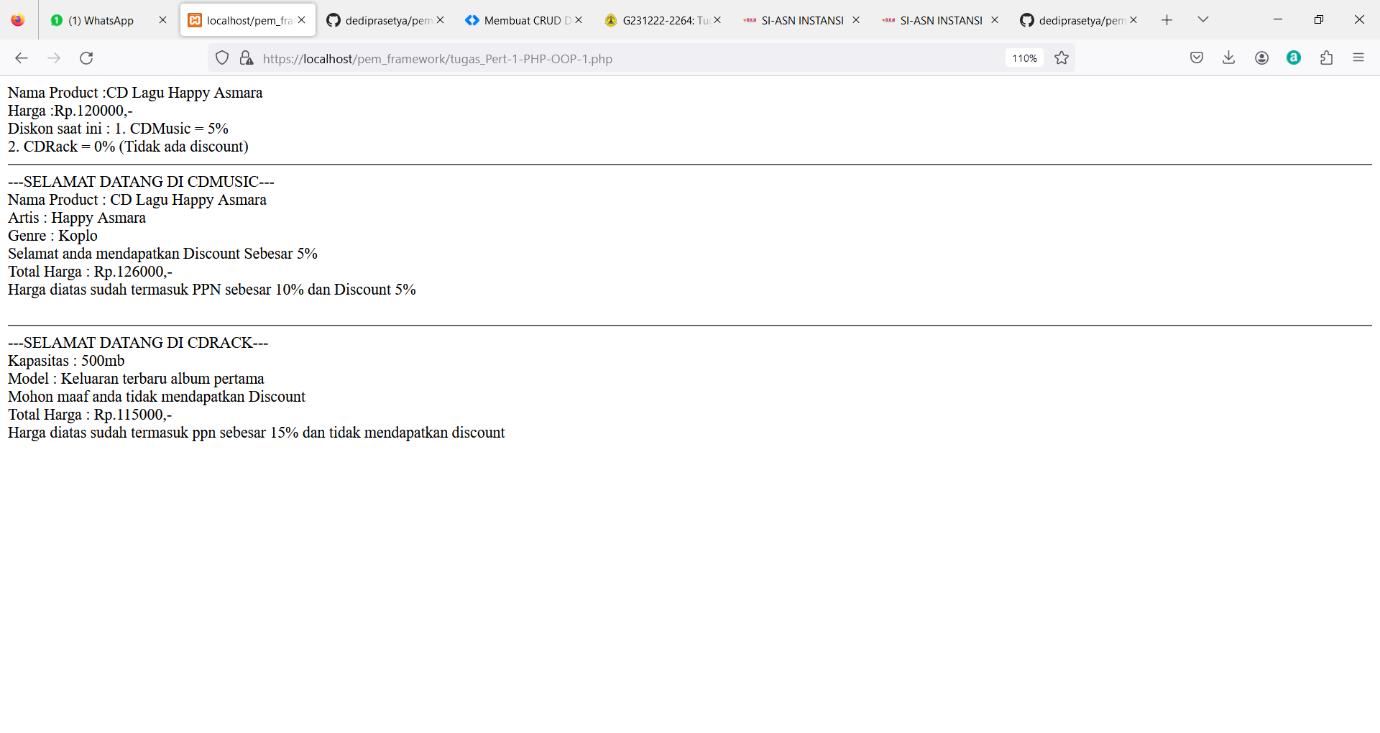 (1) WhatsApp
localhost/pem_fra
dediprasetya/pem
Membuat CRUD D
G231222-2264: Tu
SI-ASN INSTANSI
SI-ASN INSTANSI
dediprasetya/pem
https://localhost/pem_framework/tugas_Pert-1-PHP-OOP-1.php
110%
Nama Product :CD Lagu Happy Asmara
Harga :Rp.120000,-
Diskon saat ini : 1. CDMusic = 5%
2. CDRack = 0% (Tidak ada discount)
---SELAMAT DATANG DI CDMUSIC---
Nama Product : CD Lagu Happy Asmara
Artis : Happy Asmara
Genre : Koplo
Selamat anda mendapatkan Discount Sebesar 5%
Total Harga : Rp.126000,-
Harga diatas sudah termasuk PPN sebesar 10% dan Discount 5%
---SELAMAT DATANG DI CDRACK---
Kapasitas : 500mb
Model : Keluaran terbaru album pertama
Mohon maaf anda tidak mendapatkan Discount
Total Harga : Rp.115000,-
Harga diatas sudah termasuk ppn sebesar 15% dan tidak mendapatkan discount